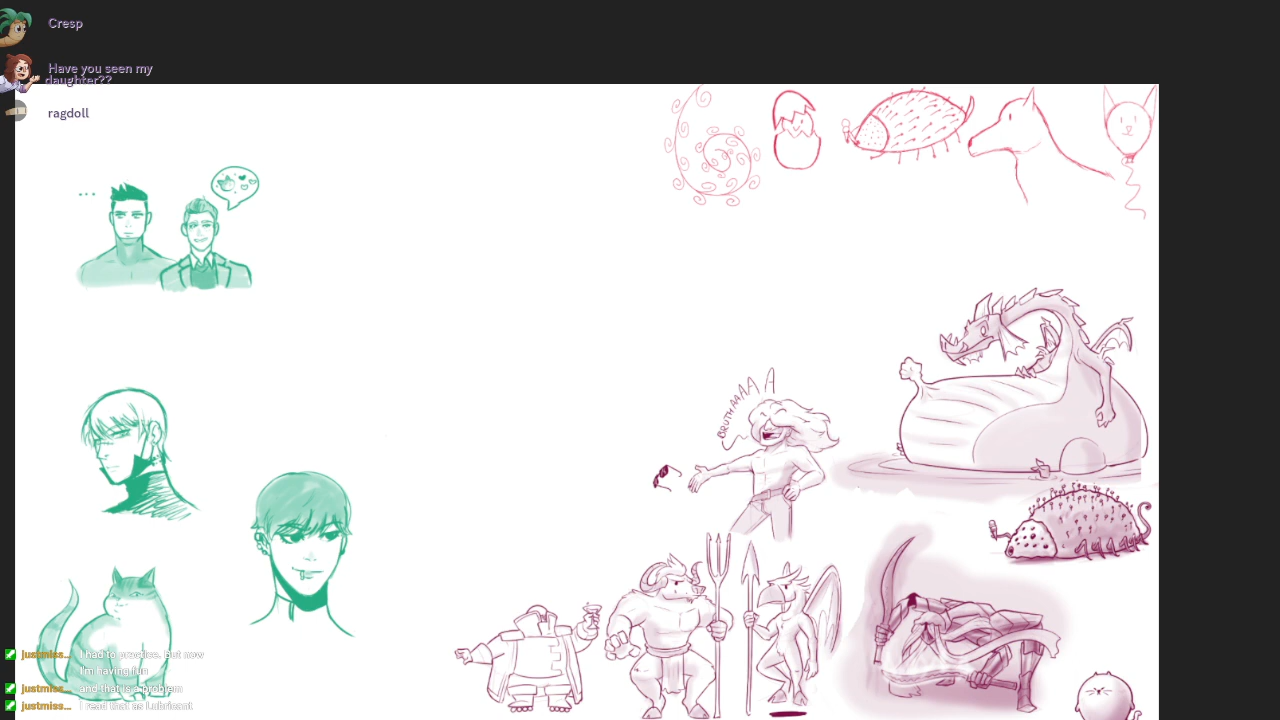 Cresp
Have you seen my
daughter??
ragdoll
...
BRUTHAAAA A
justmiss... I had to practice. but now
I'm having fun
justmiss... and that is a problem
justmiss... I read that as Lubricant